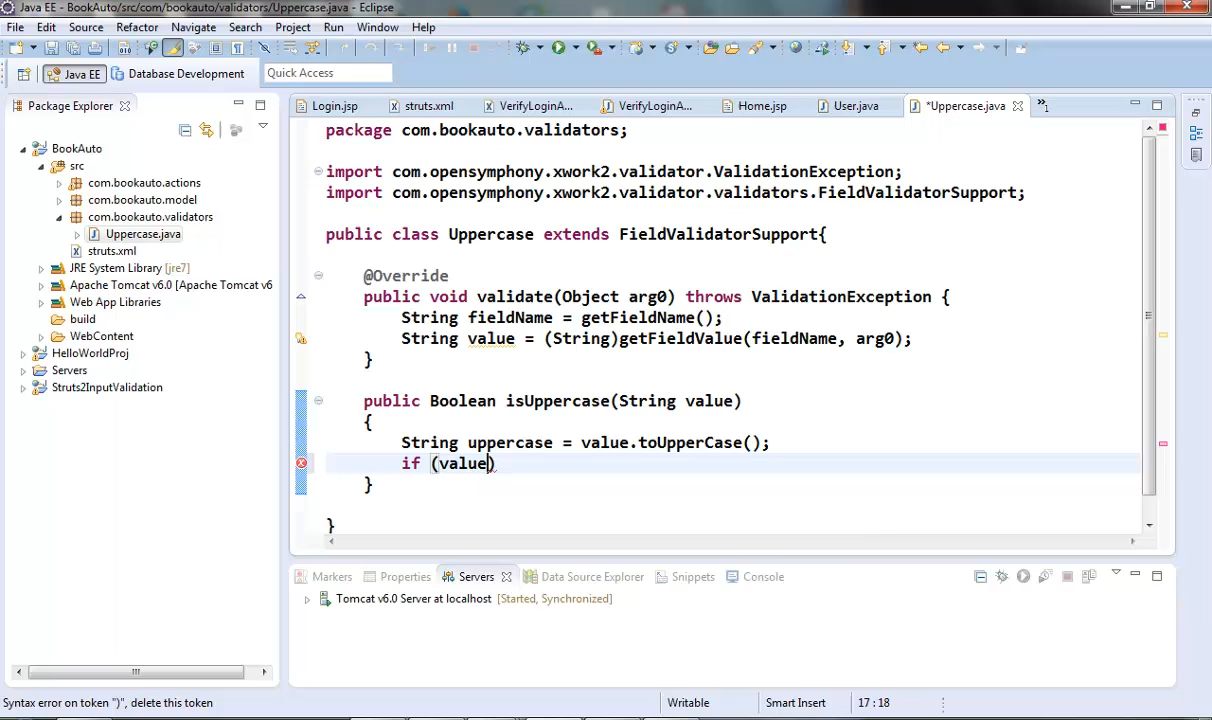 Java EE - BookAuto/src/com/bookauto/validators/Uppercase.java - Eclipse
File Edit Source Refactor Navigate Search Project Run Window Help
Java EE Database Development Quick Access
Package Explorer
BookAuto
src
com.bookauto.actions
com.bookauto.model
com.bookauto.validators
Uppercase.java
struts.xml
JRE System Library [jre7]
Apache Tomcat v6.0 [Apache Tomcat v6
Web App Libraries
build
WebContent
HelloWorldProj
Servers
Struts2InputValidation
Login.jsp struts.xml VerifyLoginA... VerifyLoginA... Home.jsp User.java *Uppercase.java »1
package com.bookauto.validators;
import com.opensymphony.xwork2.validator.ValidationException;
import com.opensymphony.xwork2.validator.validators.FieldValidatorSupport;
public class Uppercase extends FieldValidatorSupport{
@Override
public void validate(Object arg0) throws ValidationException {
String fieldName = getFieldName();
String value = (String)getFieldValue(fieldName, arg0);
}
public Boolean isUppercase(String value)
{
String uppercase = value.toUpperCase();
if (value)
}
}
Markers Properties Servers Data Source Explorer Snippets Console
Tomcat v6.0 Server at localhost [Started, Synchronized]
Syntax error on token ")", delete this token Writable Smart Insert 17 : 18